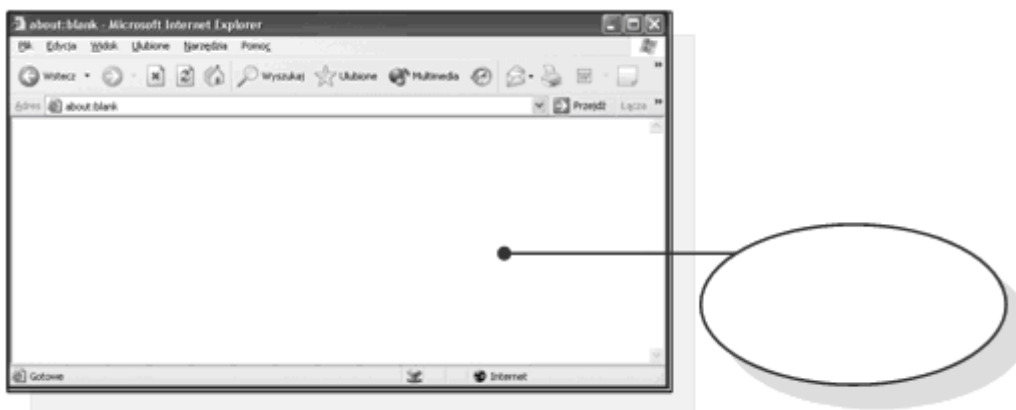 about:blank - Microsoft Internet Explorer
Plik Edycja Widok Ulubione Narzędzia Pomoc
Wstecz Wyszukaj Ulubione Multimedia
Adres about:blank Przejdź Łącza
Gotowe Internet